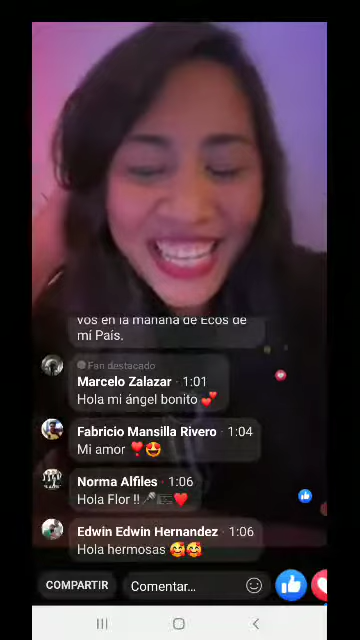 vos en la mañana de Ecos de
mí País.
Fan destacado
Marcelo Zalazar · 1:01
Hola mi ángel bonito 💕
Fabricio Mansilla Rivero · 1:04
Mi amor ❣️😍
Norma Alfiles · 1:06
Hola Flor !!🎤🎹❤️
Edwin Edwin Hernandez · 1:06
Hola hermosas 🥰🥰
COMPARTIR
Comentar...